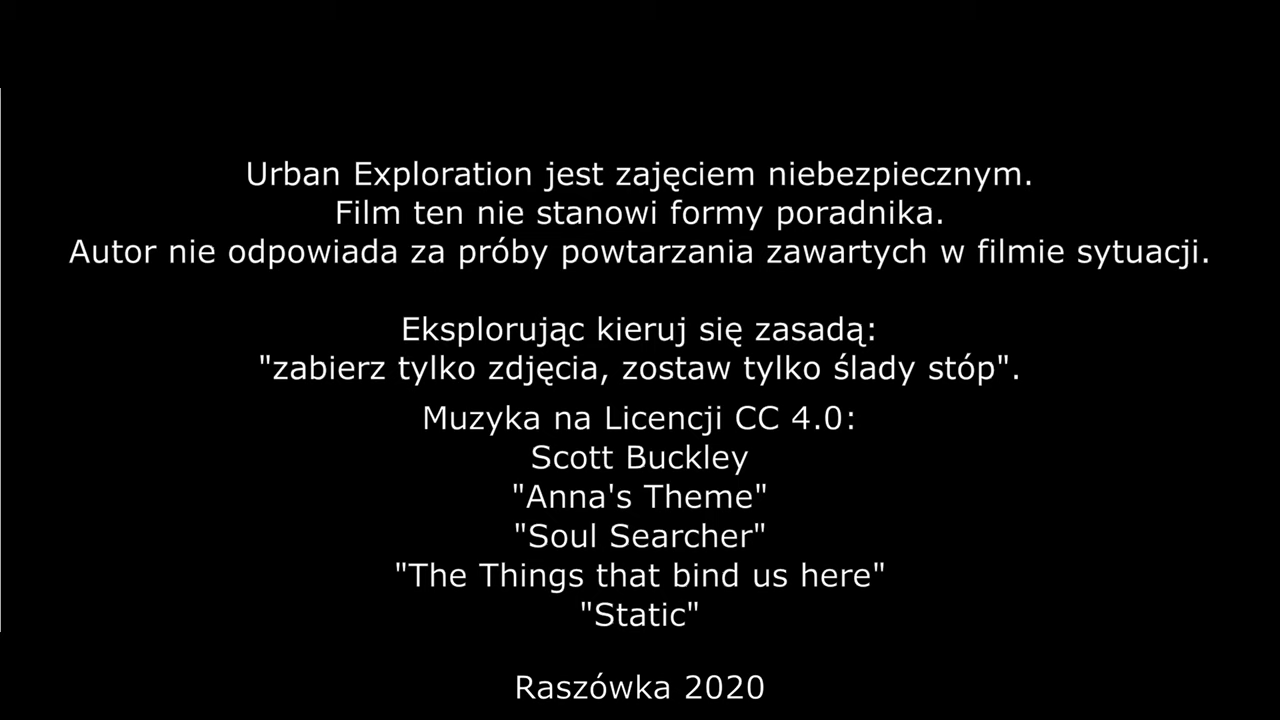 Urban Exploration jest zajęciem niebezpiecznym.
Film ten nie stanowi formy poradnika.
Autor nie odpowiada za próby powtarzania zawartych w filmie sytuacji.
Eksplorując kieruj się zasadą:
"zabierz tylko zdjęcia, zostaw tylko ślady stóp".
Muzyka na Licencji CC 4.0:
Scott Buckley
"Anna's Theme"
"Soul Searcher"
"The Things that bind us here"
"Static"
Raszówka 2020